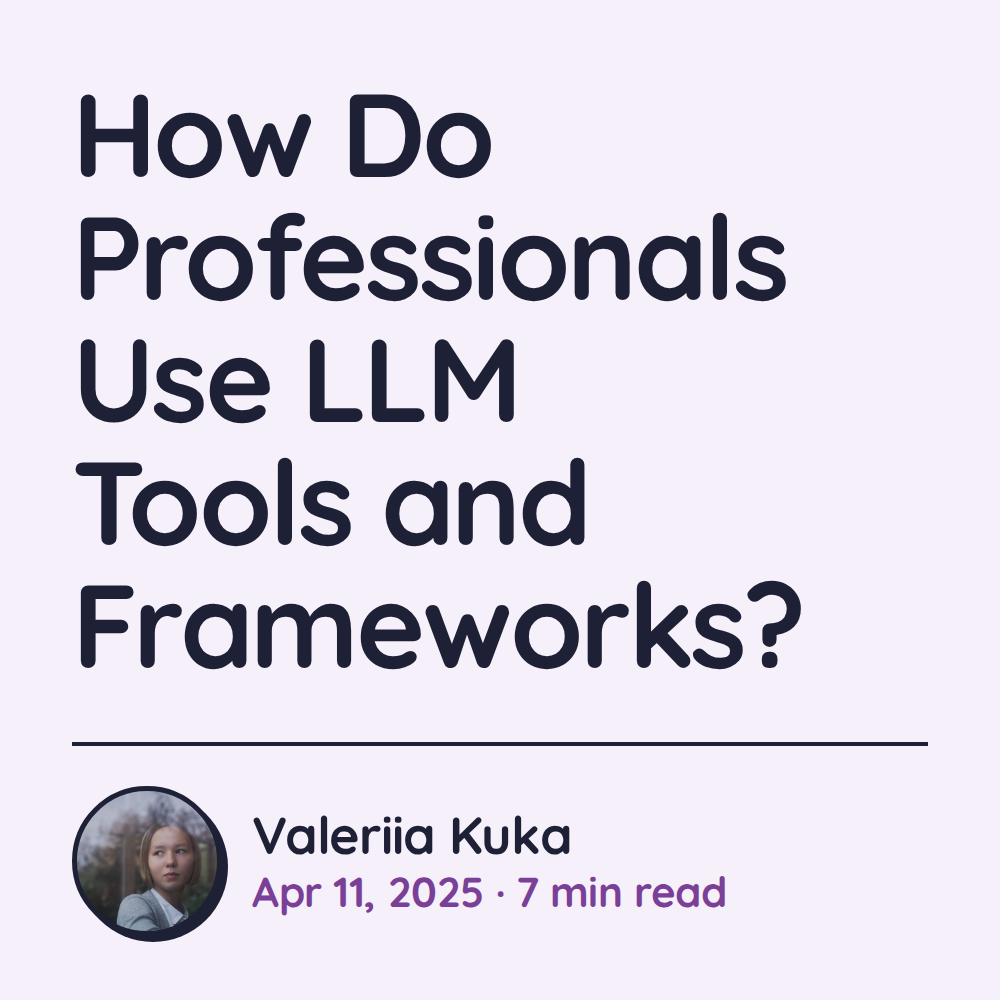 How Do
Professionals
Use LLM
Tools and
Frameworks?
Valeriia Kuka
Apr 11, 2025 · 7 min read